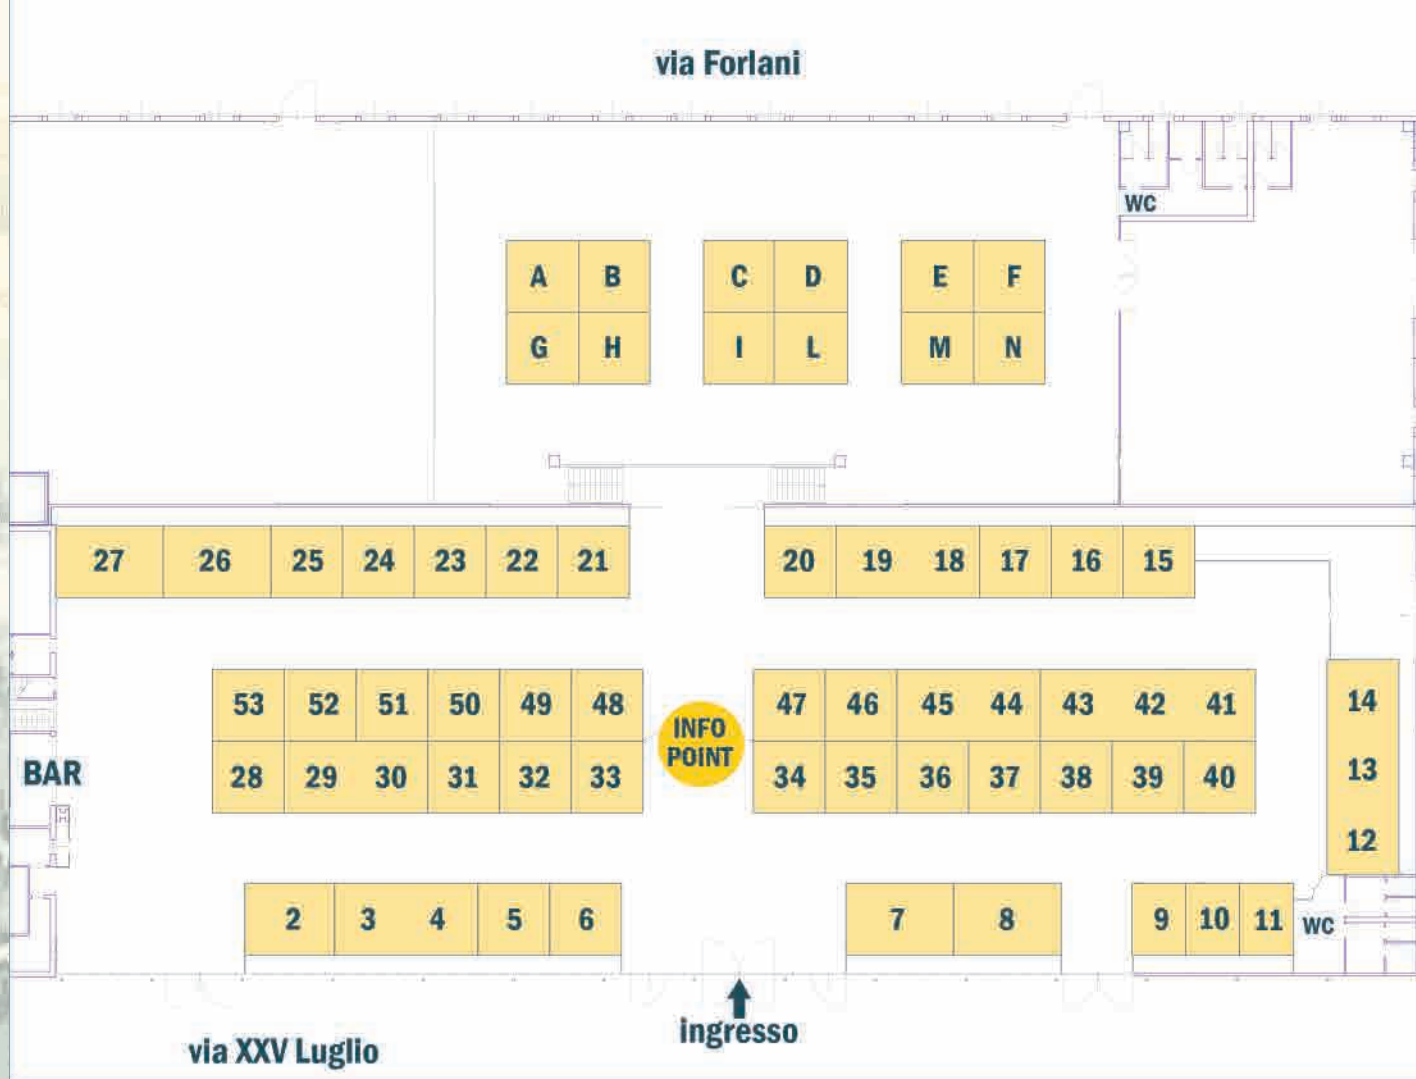 via Forlani
WC
A B C D E F
G H I L M N
27 26 25 24 23 22 21 20 19 18 17 16 15
53 52 51 50 49 48 47 46 45 44 43 42 41 14
INFO
POINT
BAR 28 29 30 31 32 33 34 35 36 37 38 39 40 13
12
2 3 4 5 6 7 8 9 10 11 WC
ingresso
via XXV Luglio